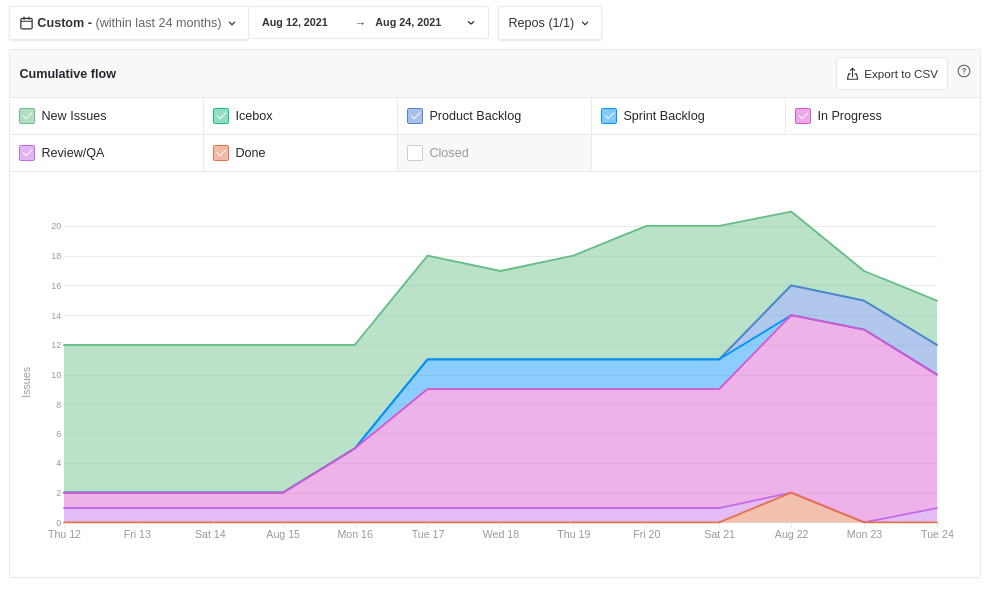 Custom - (within last 24 months) Aug 12, 2021 → Aug 24, 2021 Repos (1/1)
Cumulative flow Export to CSV ?
New Issues Icebox Product Backlog Sprint Backlog In Progress
Review/QA Done Closed
20
18
16
14
12
10
8
6
4
2
0
Issues
Thu 12 Fri 13 Sat 14 Aug 15 Mon 16 Tue 17 Wed 18 Thu 19 Fri 20 Sat 21 Aug 22 Mon 23 Tue 24